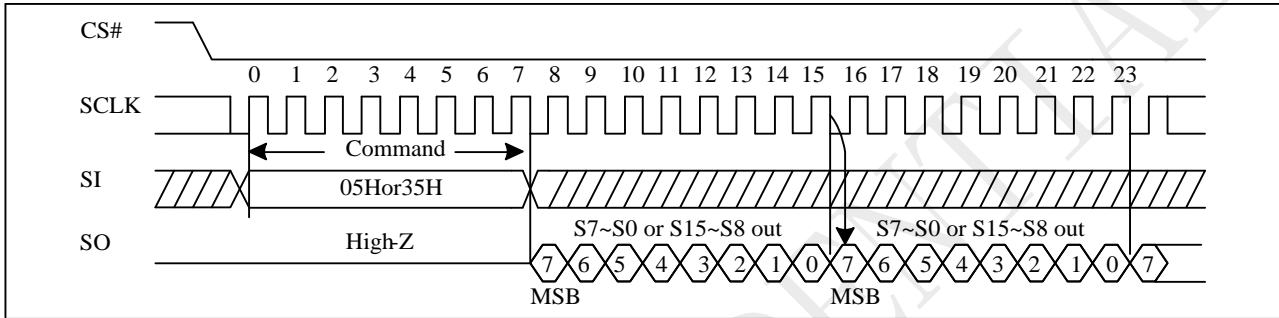 CS#
0 1 2 3 4 5 6 7 8 9 10 11 12 13 14 15 16 17 18 19 20 21 22 23
SCLK
Command
SI
05Hor35H
S7~S0 or S15~S8 out S7~S0 or S15~S8 out
SO
High-Z
7 6 5 4 3 2 1 0 7 6 5 4 3 2 1 0 7
MSB MSB